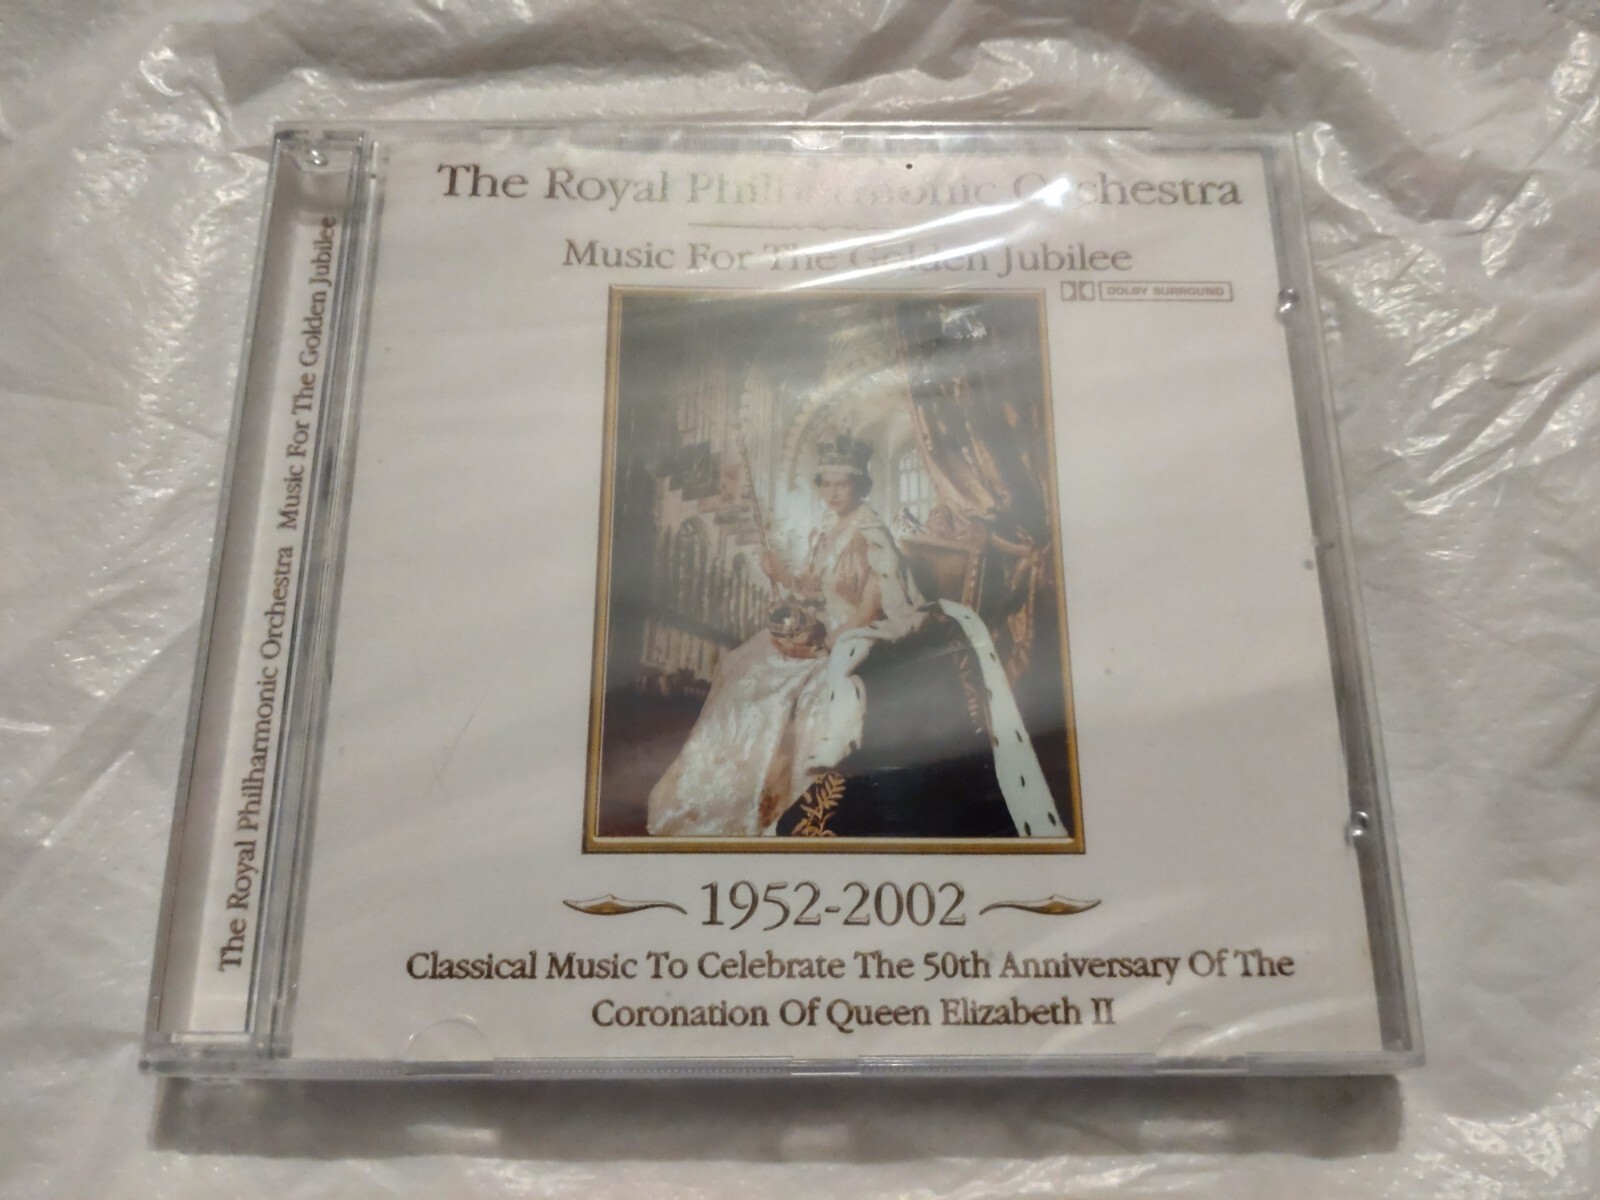 The Royal Philharmonic Orchestra
Music For The Golden Jubilee
DOLBY SURROUND
1952-2002
Classical Music To Celebrate The 50th Anniversary Of The
Coronation Of Queen Elizabeth II
The Royal Philharmonic Orchestra Music For The Golden Jubilee